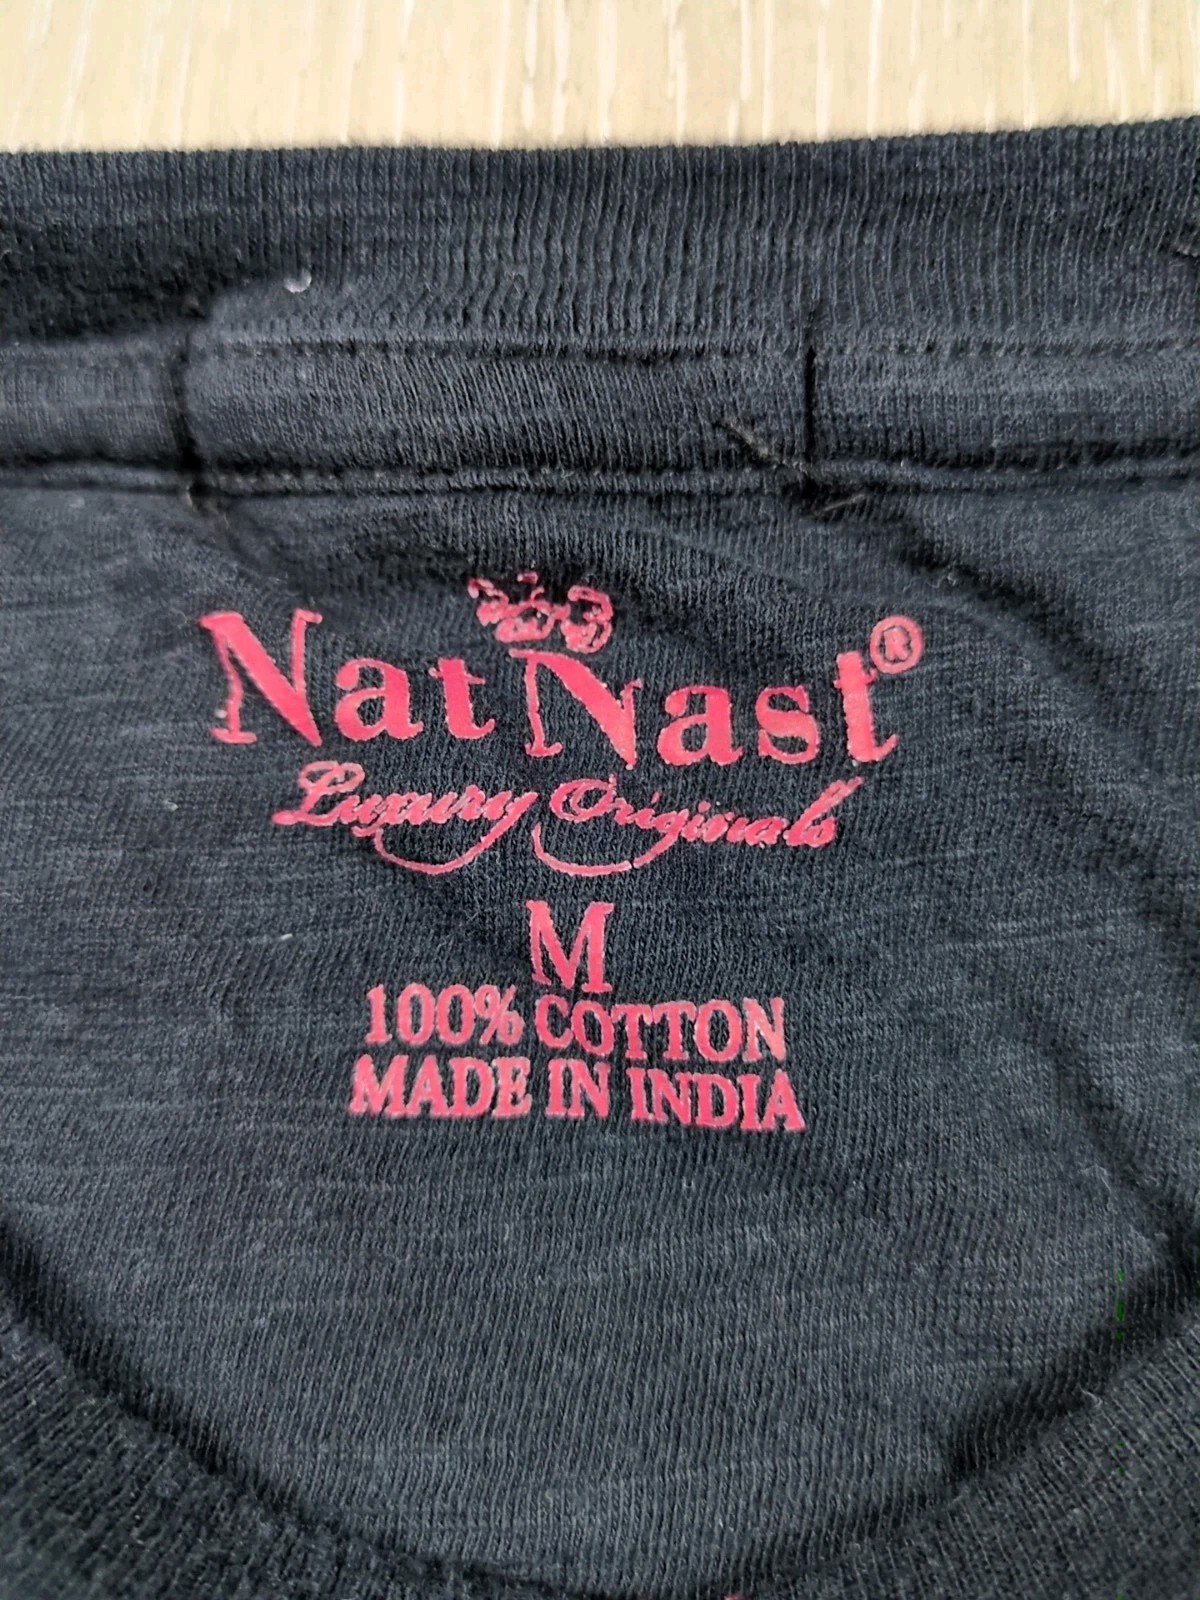 Nat Nast®
Luxury Originals
M
100% COTTON
MADE IN INDIA